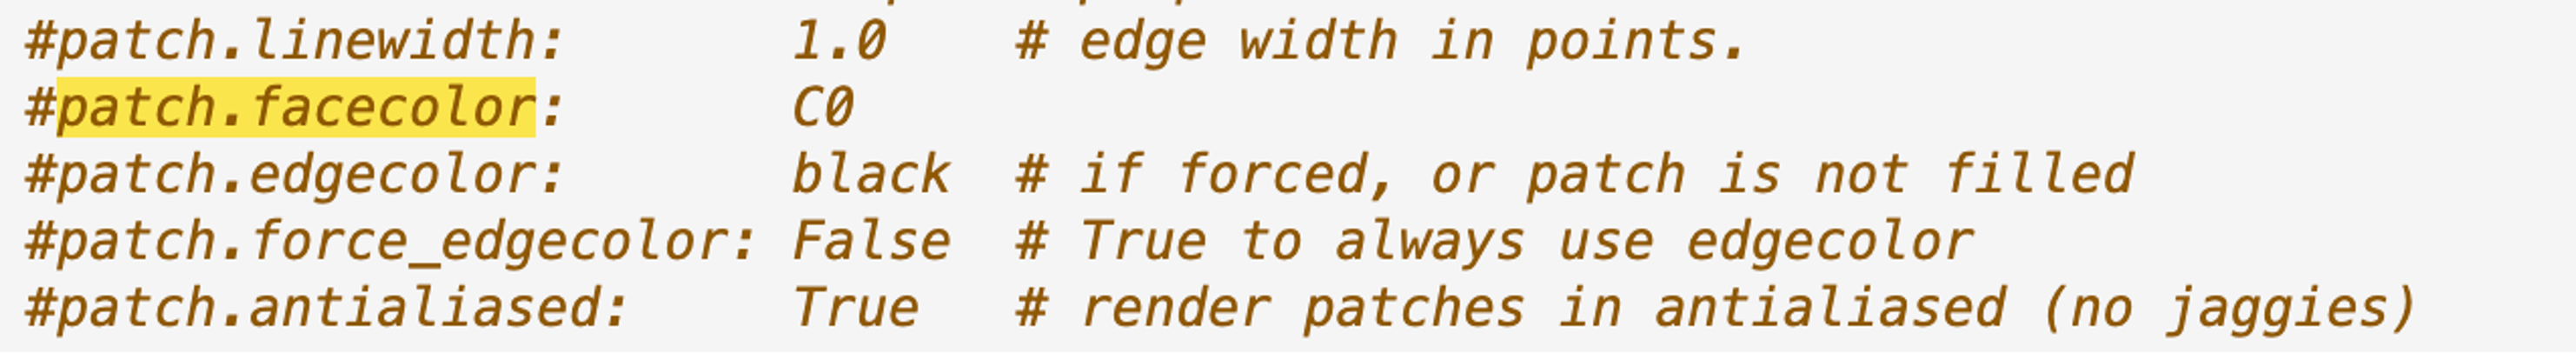 #patch.linewidth:       1.0    # edge width in points.
#patch.facecolor:       C0
#patch.edgecolor:       black  # if forced, or patch is not filled
#patch.force_edgecolor: False  # True to always use edgecolor
#patch.antialiased:     True   # render patches in antialiased (no jaggies)